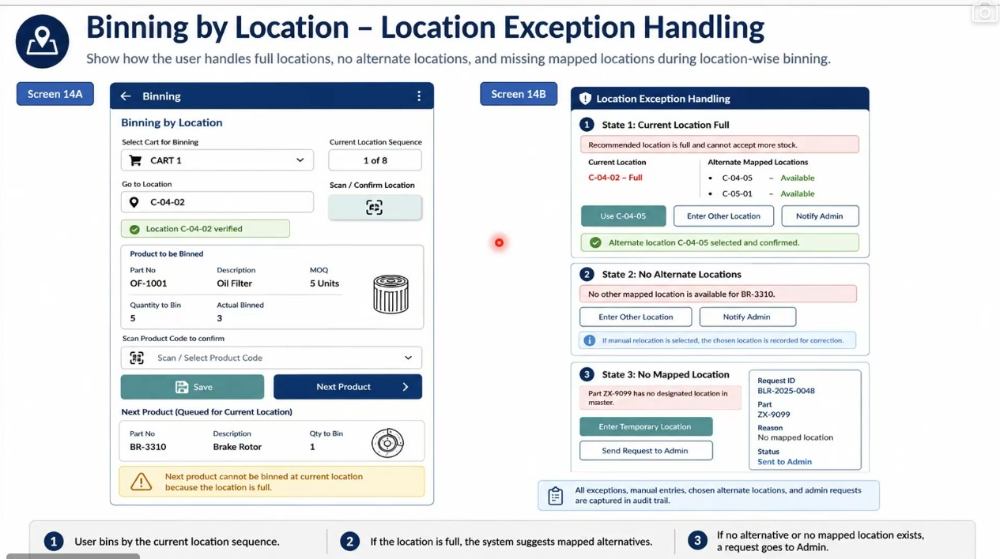 Binning by Location – Location Exception Handling
Show how the user handles full locations, no alternate locations, and missing mapped locations during location-wise binning.
Screen 14A
Binning
Binning by Location
Select Cart for Binning
CART 1
Current Location Sequence
1 of 8
Go to Location
C-04-02
Scan / Confirm Location
Location C-04-02 verified
Product to be Binned
Part No
Description
MOQ
OF-1001
Oil Filter
5 Units
Quantity to Bin
Actual Binned
5
3
Scan Product Code to confirm
Scan / Select Product Code
Save
Next Product
Next Product (Queued for Current Location)
Part No
Description
Qty to Bin
BR-3310
Brake Rotor
1
Next product cannot be binned at current location
because the location is full.
Screen 14B
Location Exception Handling
1 State 1: Current Location Full
Recommended location is full and cannot accept more stock.
Current Location
C-04-02 – Full
Alternate Mapped Locations
• C-04-05 – Available
• C-05-01 – Available
Use C-04-05
Enter Other Location
Notify Admin
Alternate location C-04-05 selected and confirmed.
2 State 2: No Alternate Locations
No other mapped location is available for BR-3310.
Enter Other Location
Notify Admin
If manual relocation is selected, the chosen location is recorded for correction.
3 State 3: No Mapped Location
Part ZX-9099 has no designated location in
master.
Enter Temporary Location
Send Request to Admin
Request ID
BLR-2025-0048
Part
ZX-9099
Reason
No mapped location
Status
Sent to Admin
All exceptions, manual entries, chosen alternate locations, and admin requests
are captured in audit trail.
1 User bins by the current location sequence.
2 If the location is full, the system suggests mapped alternatives.
3 If no alternative or no mapped location exists,
a request goes to Admin.